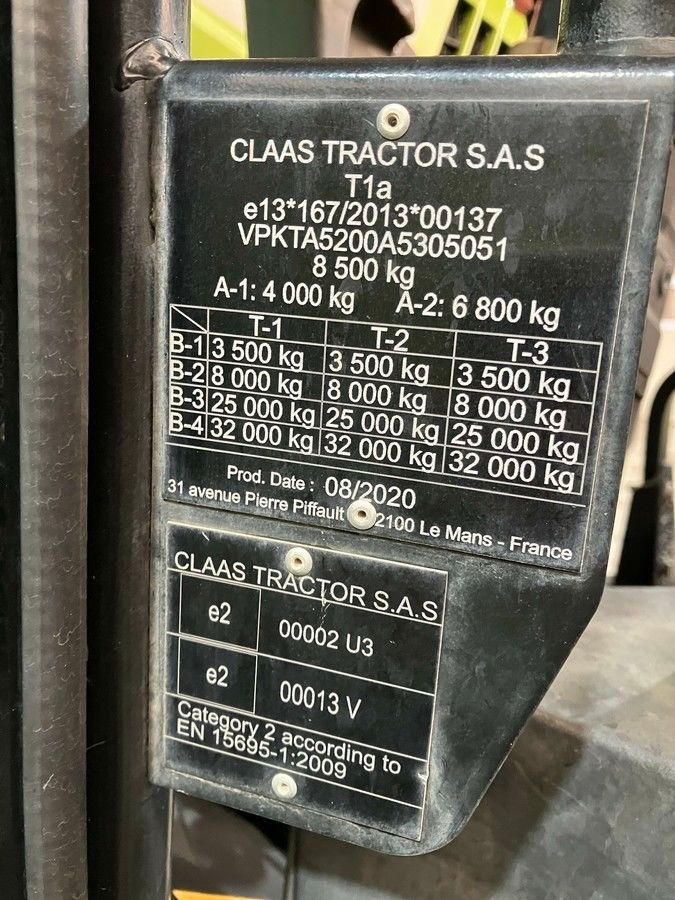 CLAAS TRACTOR S.A.S
T1a
e13*167/2013*00137
VPKTA5200A5305051
8 500 kg
A-1: 4 000 kg A-2: 6 800 kg
T-1 T-2 T-3
B-1 3 500 kg 3 500 kg 3 500 kg
B-2 8 000 kg 8 000 kg 8 000 kg
B-3 25 000 kg 25 000 kg 25 000 kg
B-4 32 000 kg 32 000 kg 32 000 kg
Prod. Date : 08/2020
31 avenue Pierre Piffault 2100 Le Mans - France
CLAAS TRACTOR S.A.S
e2 00002 U3
e2 00013 V
Category 2 according to
EN 15695-1:2009